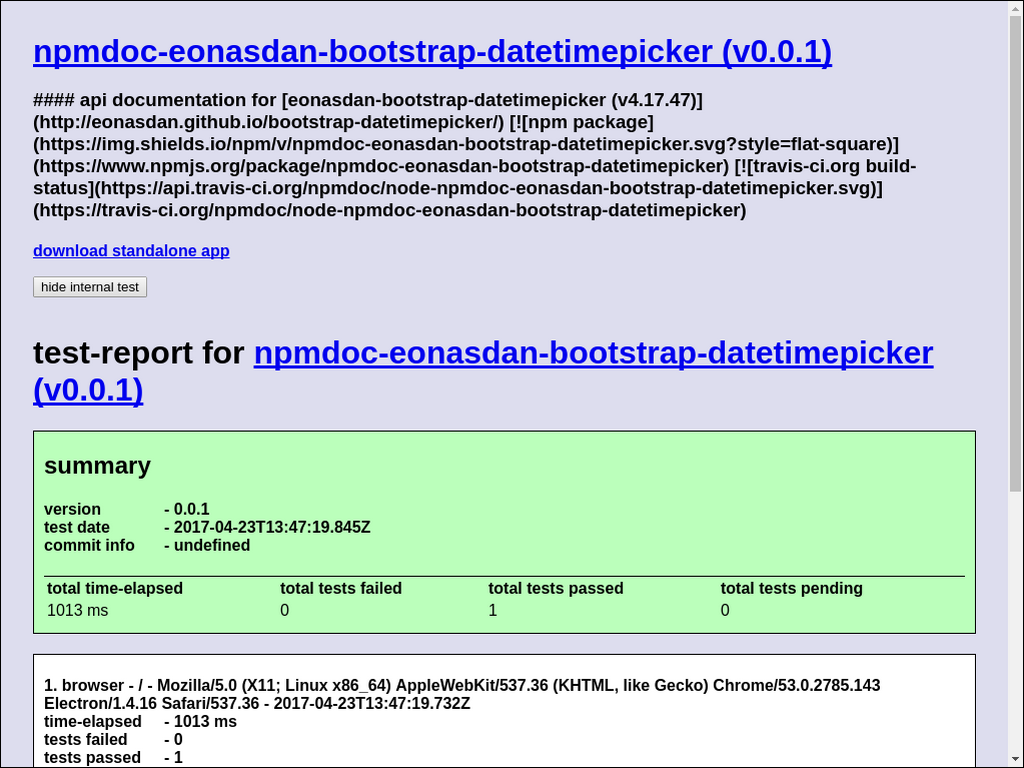 npmdoc-eonasdan-bootstrap-datetimepicker (v0.0.1)
#### api documentation for [eonasdan-bootstrap-datetimepicker (v4.17.47)]
(http://eonasdan.github.io/bootstrap-datetimepicker/) [![npm package]
(https://img.shields.io/npm/v/npmdoc-eonasdan-bootstrap-datetimepicker.svg?style=flat-square)]
(https://www.npmjs.org/package/npmdoc-eonasdan-bootstrap-datetimepicker) [![travis-ci.org build-
status](https://api.travis-ci.org/npmdoc/node-npmdoc-eonasdan-bootstrap-datetimepicker.svg)]
(https://travis-ci.org/npmdoc/node-npmdoc-eonasdan-bootstrap-datetimepicker)
download standalone app
hide internal test
test-report for npmdoc-eonasdan-bootstrap-datetimepicker
(v0.0.1)
summary
version - 0.0.1
test date - 2017-04-23T13:47:19.845Z
commit info - undefined
total time-elapsed total tests failed total tests passed total tests pending
1013 ms 0 1 0
1. browser - / - Mozilla/5.0 (X11; Linux x86_64) AppleWebKit/537.36 (KHTML, like Gecko) Chrome/53.0.2785.143
Electron/1.4.16 Safari/537.36 - 2017-04-23T13:47:19.732Z
time-elapsed - 1013 ms
tests failed - 0
tests passed - 1